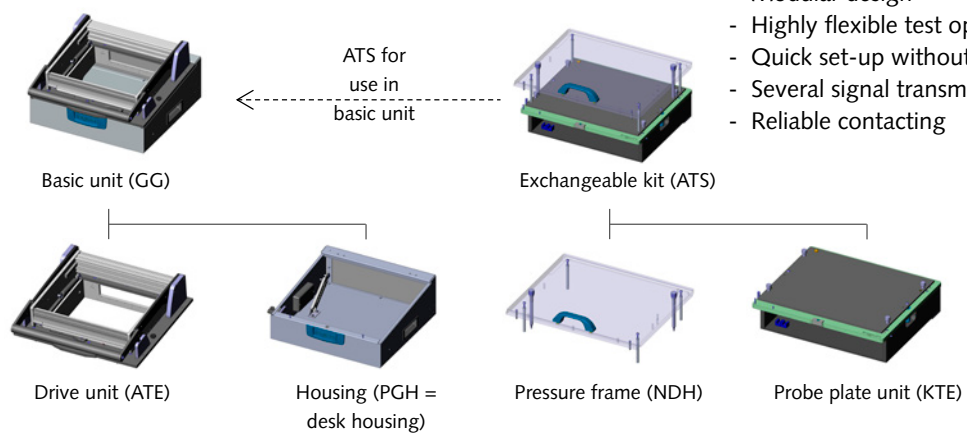 - Highly flexible test op
- Quick set-up without
- Several signal transm
- Reliable contacting
ATS for
use in
basic unit
Basic unit (GG)
Exchangeable kit (ATS)
Drive unit (ATE)
Housing (PGH =
desk housing)
Pressure frame (NDH)
Probe plate unit (KTE)